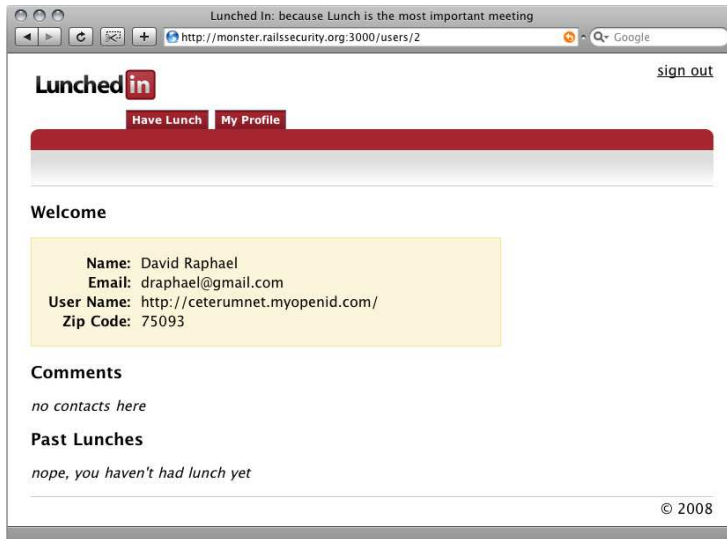 Lunched In: because Lunch is the most important meeting
http://monster.railssecurity.org:3000/users/2
Google
sign out
Lunched in
Have Lunch My Profile
Welcome
Name: David Raphael
Email: draphael@gmail.com
User Name: http://ceterumnet.myopenid.com/
Zip Code: 75093
Comments
no contacts here
Past Lunches
nope, you haven't had lunch yet
© 2008